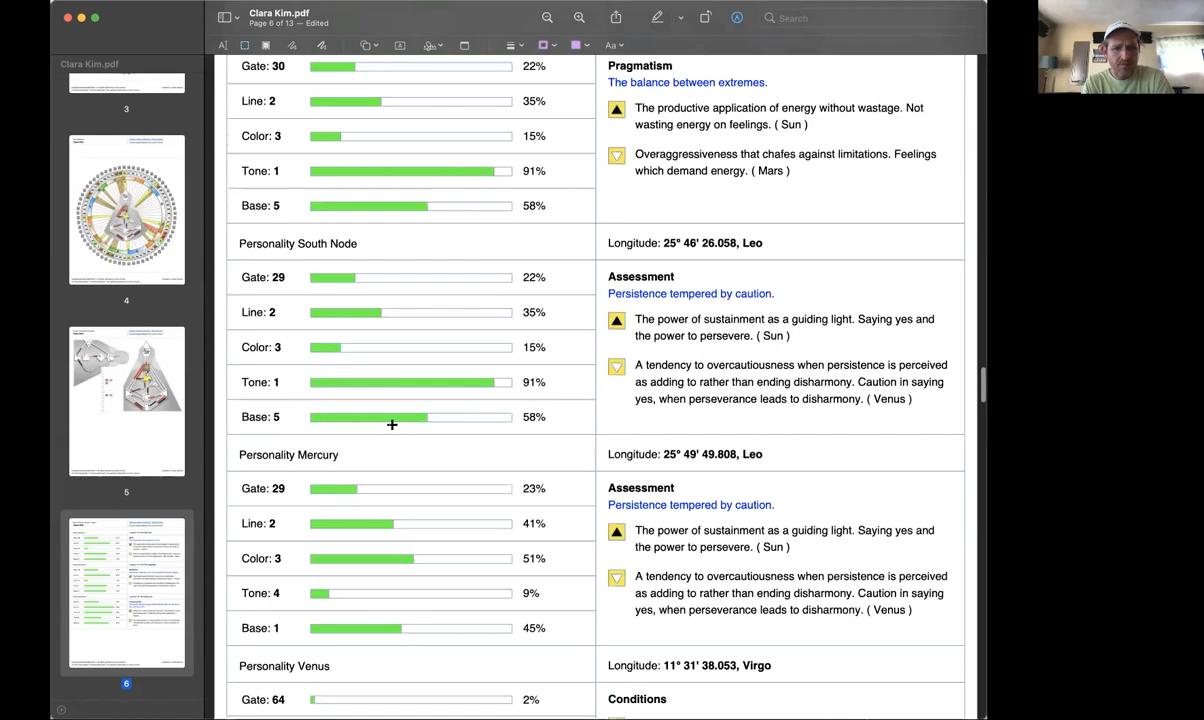 Clara Kim.pdf
Page 6 of 13 – Edited
Search
Clara Kim.pdf
3
4
5
6
Gate: 30 22%
Line: 2 35%
Color: 3 15%
Tone: 1 91%
Base: 5 58%
Pragmatism
The balance between extremes.
The productive application of energy without wastage. Not
wasting energy on feelings. ( Sun )
Overaggressiveness that chafes against limitations. Feelings
which demand energy. ( Mars )
Personality South Node
Longitude: 25° 46' 26.058, Leo
Gate: 29 22%
Line: 2 35%
Color: 3 15%
Tone: 1 91%
Base: 5 58%
Assessment
Persistence tempered by caution.
The power of sustainment as a guiding light. Saying yes and
the power to persevere. ( Sun )
A tendency to overcautiousness when persistence is perceived
as adding to rather than ending disharmony. Caution in saying
yes, when perseverance leads to disharmony. ( Venus )
Personality Mercury
Longitude: 25° 49' 49.808, Leo
Gate: 29 23%
Line: 2 41%
Color: 3 51%
Tone: 4 9%
Base: 1 45%
Assessment
Persistence tempered by caution.
The power of sustainment as a guiding light. Saying yes and
the power to persevere. ( Sun )
A tendency to overcautiousness when persistence is perceived
as adding to rather than ending disharmony. Caution in saying
yes, when perseverance leads to disharmony. ( Venus )
Personality Venus
Longitude: 11° 31' 38.053, Virgo
Gate: 64 2%
Conditions